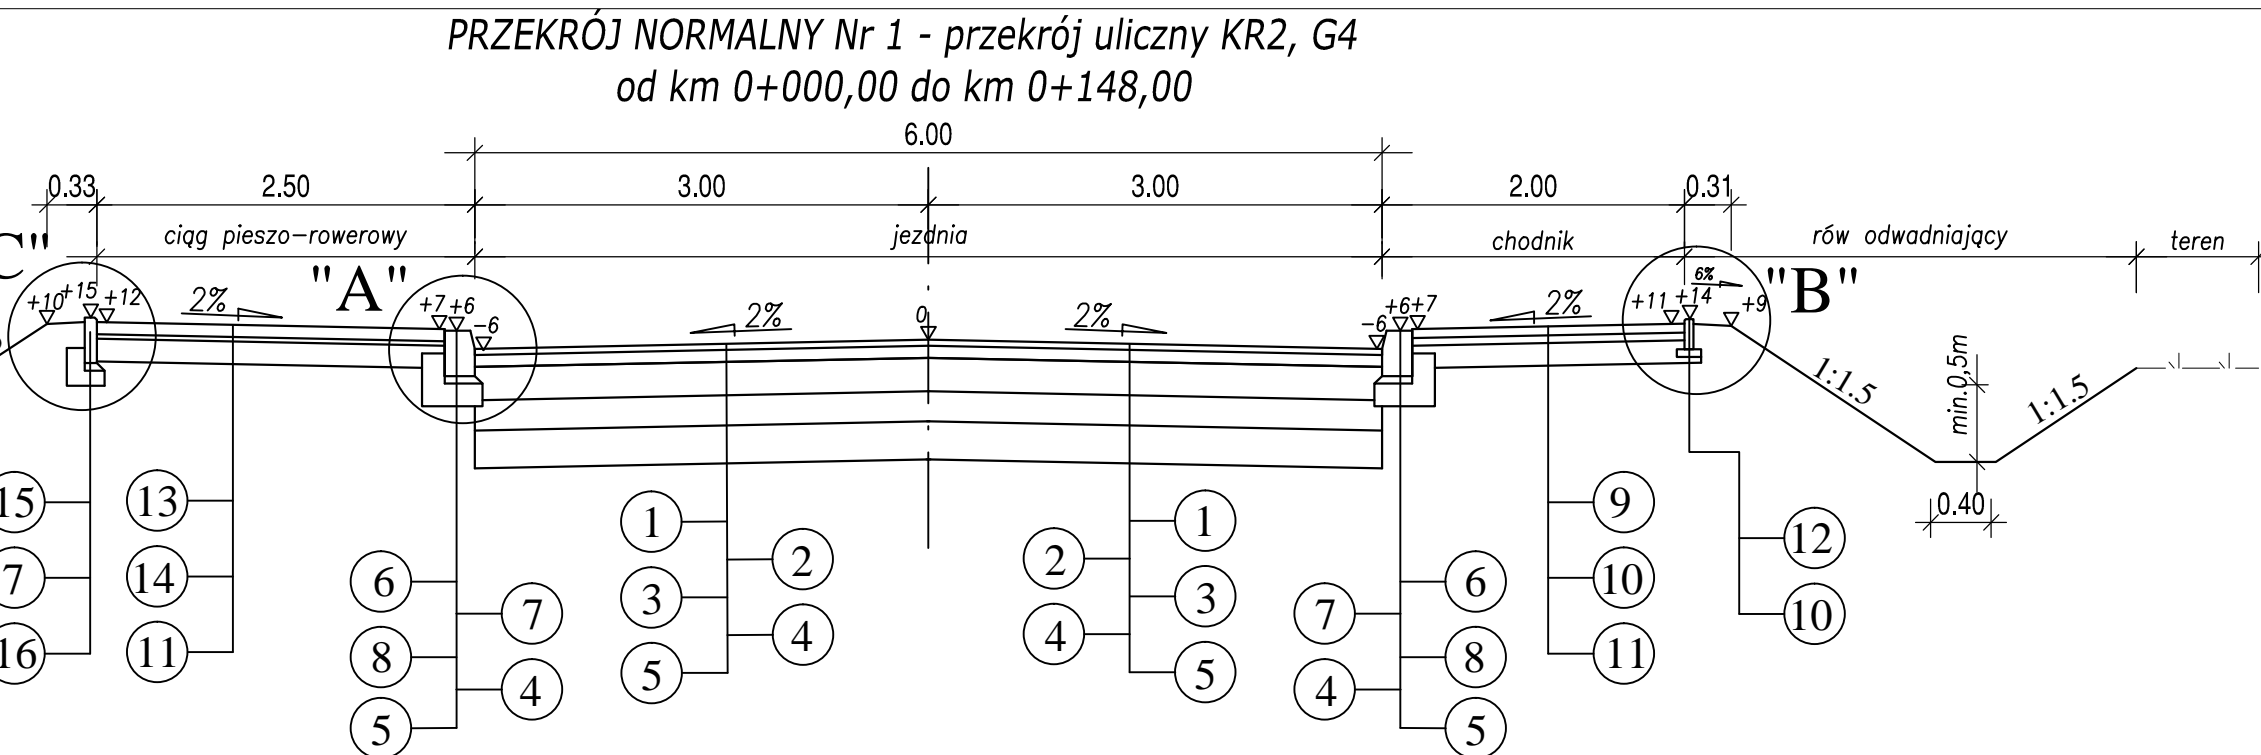 PRZEKRÓJ NORMALNY Nr 1 - przekrój uliczny KR2, G4
od km 0+000,00 do km 0+148,00
6.00
0.33 2.50 3.00 3.00 2.00 0.31
ciąg pieszo-rowerowy jezdnia chodnik rów odwadniający teren
C" "A" "B"
+10 +15 +12 2% +7 +6 -6 2% 0 2% -6 +6 +7 2% +11 +14 6% +9
1:1.5 min.0,5m 1:1.5
0.40
15 13 1 1 9
2 2 12
7 14 6 3 3 6 10
7 4 4 7 10
16 11 8 5 5 8 11
4 4
5 5